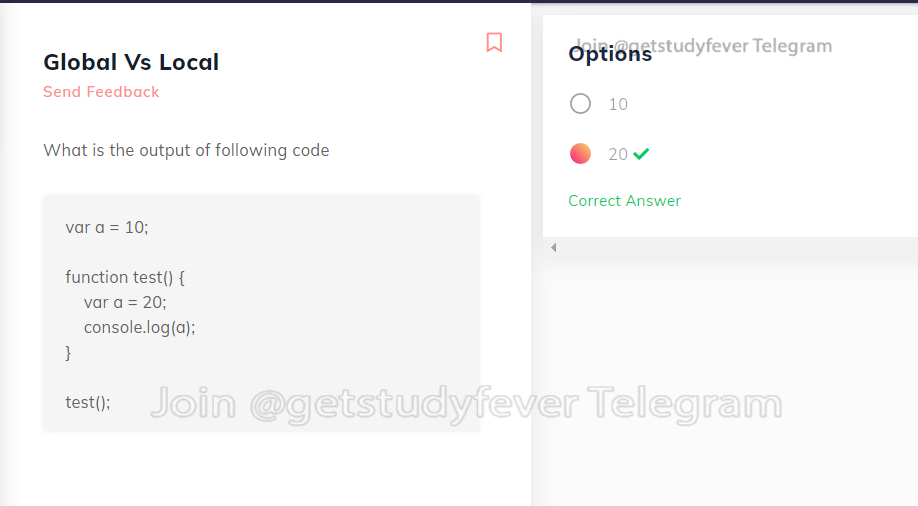 Global Vs Local
Send Feedback
What is the output of following code
var a = 10;
function test() {
var a = 20;
console.log(a);
}
test();
Join @getstudyfever Telegram
Join @getstudyfever Telegram
Options
10
20
Correct Answer